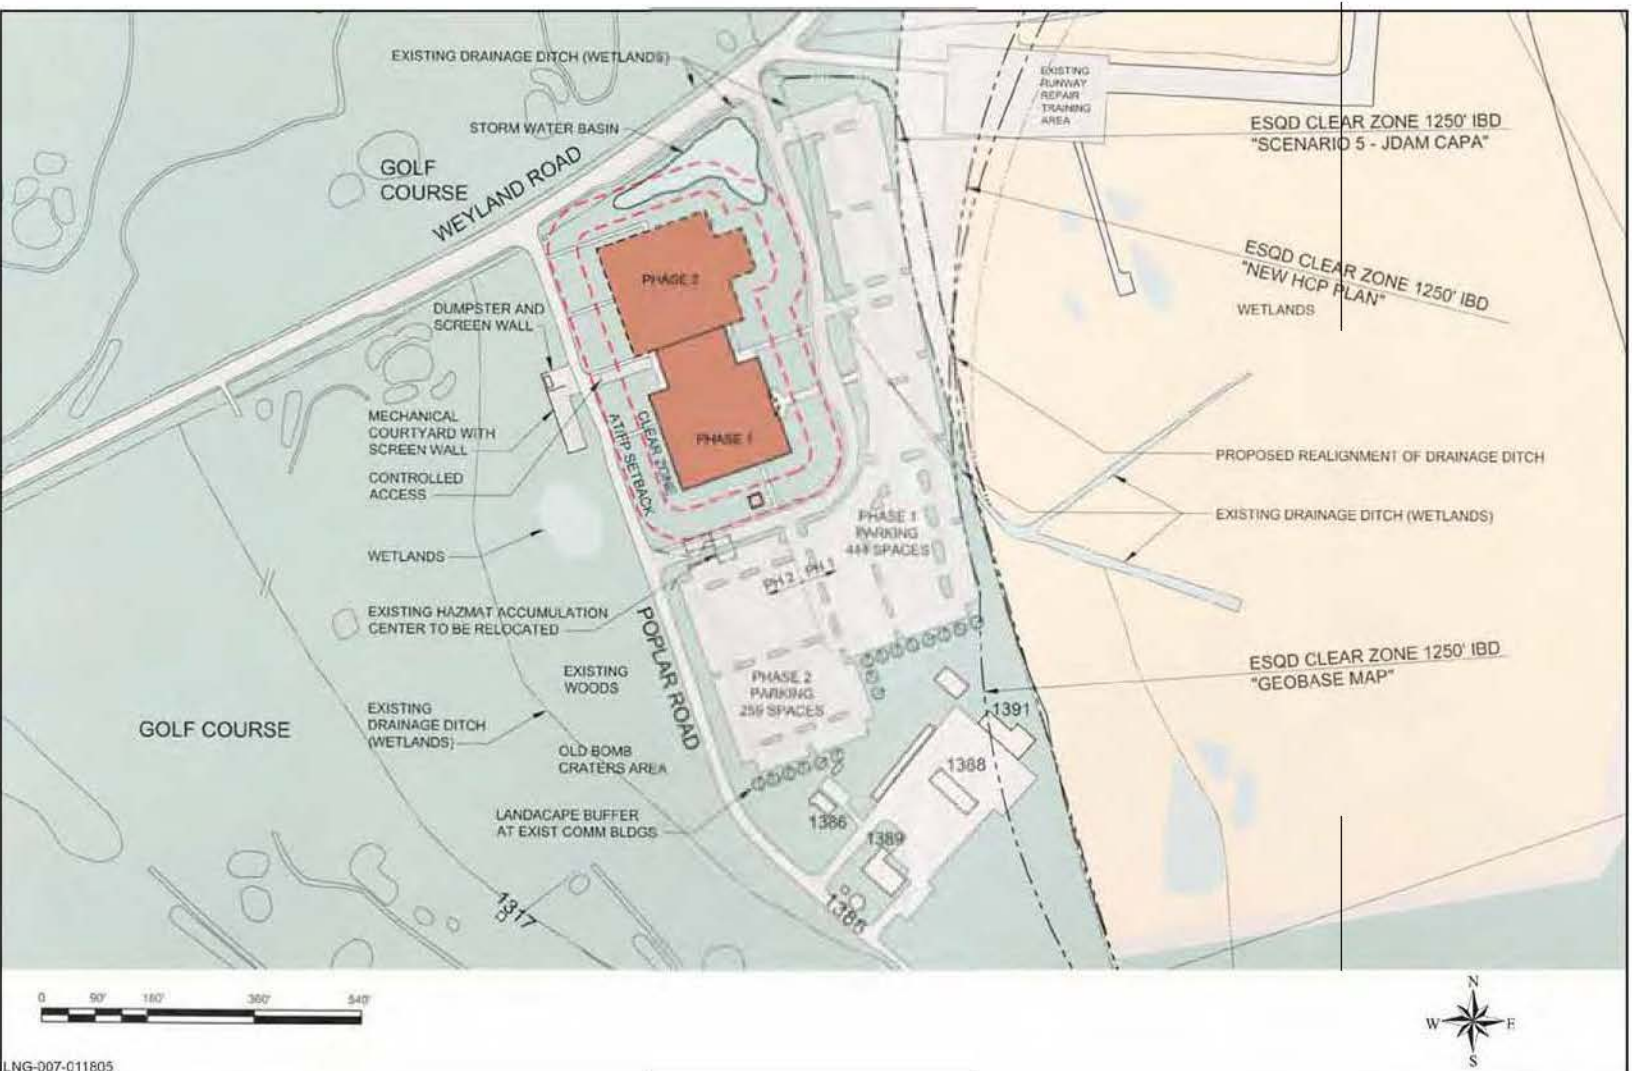 EXISTING DRAINAGE DITCH (WETLANDS)
STORM WATER BASIN
GOLF
COURSE
WEYLAND ROAD
EXISTING
RUNWAY
REPAIR
TRAINING
AREA
ESQD CLEAR ZONE 1250' IBD
"SCENARIO 5 - JDAM CAPA"
ESQD CLEAR ZONE 1250' IBD
"NEW HCP PLAN"
WETLANDS
PHASE 2
DUMPSTER AND
SCREEN WALL
MECHANICAL
COURTYARD WITH
SCREEN WALL
CONTROLLED
ACCESS
PHASE 1
CLEAR ZONE
AT/FP SETBACK
PROPOSED REALIGNMENT OF DRAINAGE DITCH
EXISTING DRAINAGE DITCH (WETLANDS)
PHASE 1
PARKING
444 SPACES
WETLANDS
PH 2
PH 1
EXISTING HAZMAT ACCUMULATION
CENTER TO BE RELOCATED
POPLAR ROAD
EXISTING
WOODS
PHASE 2
PARKING
259 SPACES
ESQD CLEAR ZONE 1250' IBD
"GEOBASE MAP"
GOLF COURSE
EXISTING
DRAINAGE DITCH
(WETLANDS)
OLD BOMB
CRATERS AREA
1391
1388
LANDACAPE BUFFER
AT EXIST COMM BLDGS
1386
1389
1317
0 90' 180' 360' 540'
N
W E
S
LNG-007-011805